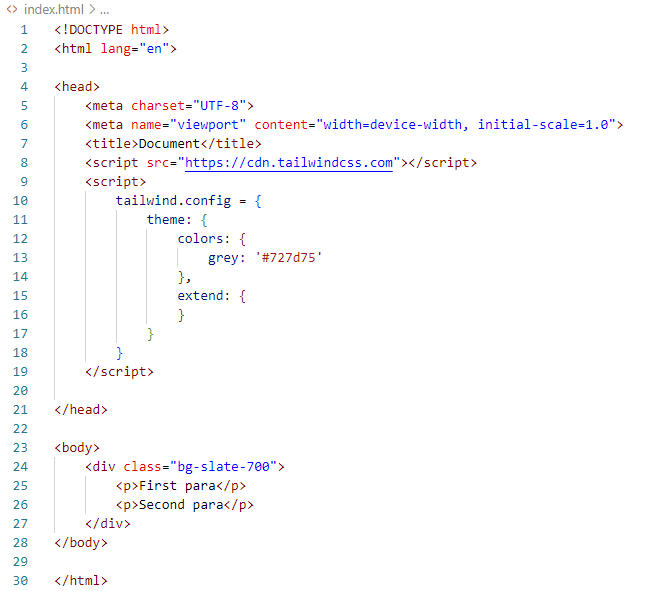 <> index.html > ...
1 <!DOCTYPE html>
2 <html lang="en">
3
4 <head>
5     <meta charset="UTF-8">
6     <meta name="viewport" content="width=device-width, initial-scale=1.0">
7     <title>Document</title>
8     <script src="https://cdn.tailwindcss.com"></script>
9     <script>
10         tailwind.config = {
11             theme: {
12                 colors: {
13                     grey: '#727d75'
14                 },
15                 extend: {
16                 }
17             }
18         }
19     </script>
20
21 </head>
22
23 <body>
24     <div class="bg-slate-700">
25         <p>First para</p>
26         <p>Second para</p>
27     </div>
28 </body>
29
30 </html>